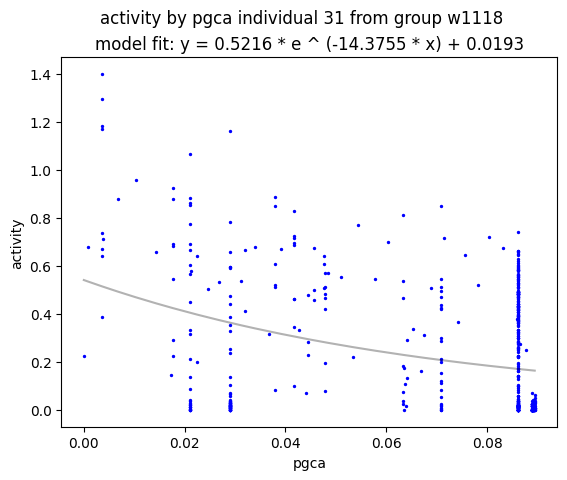 activity by pgca individual 31 from group w1118
model fit: y = 0.5216 * e ^ (-14.3755 * x) + 0.0193
1.4
1.2
1.0
0.8
0.6
0.4
0.2
0.0
activity
0.00 0.02 0.04 0.06 0.08
pgca